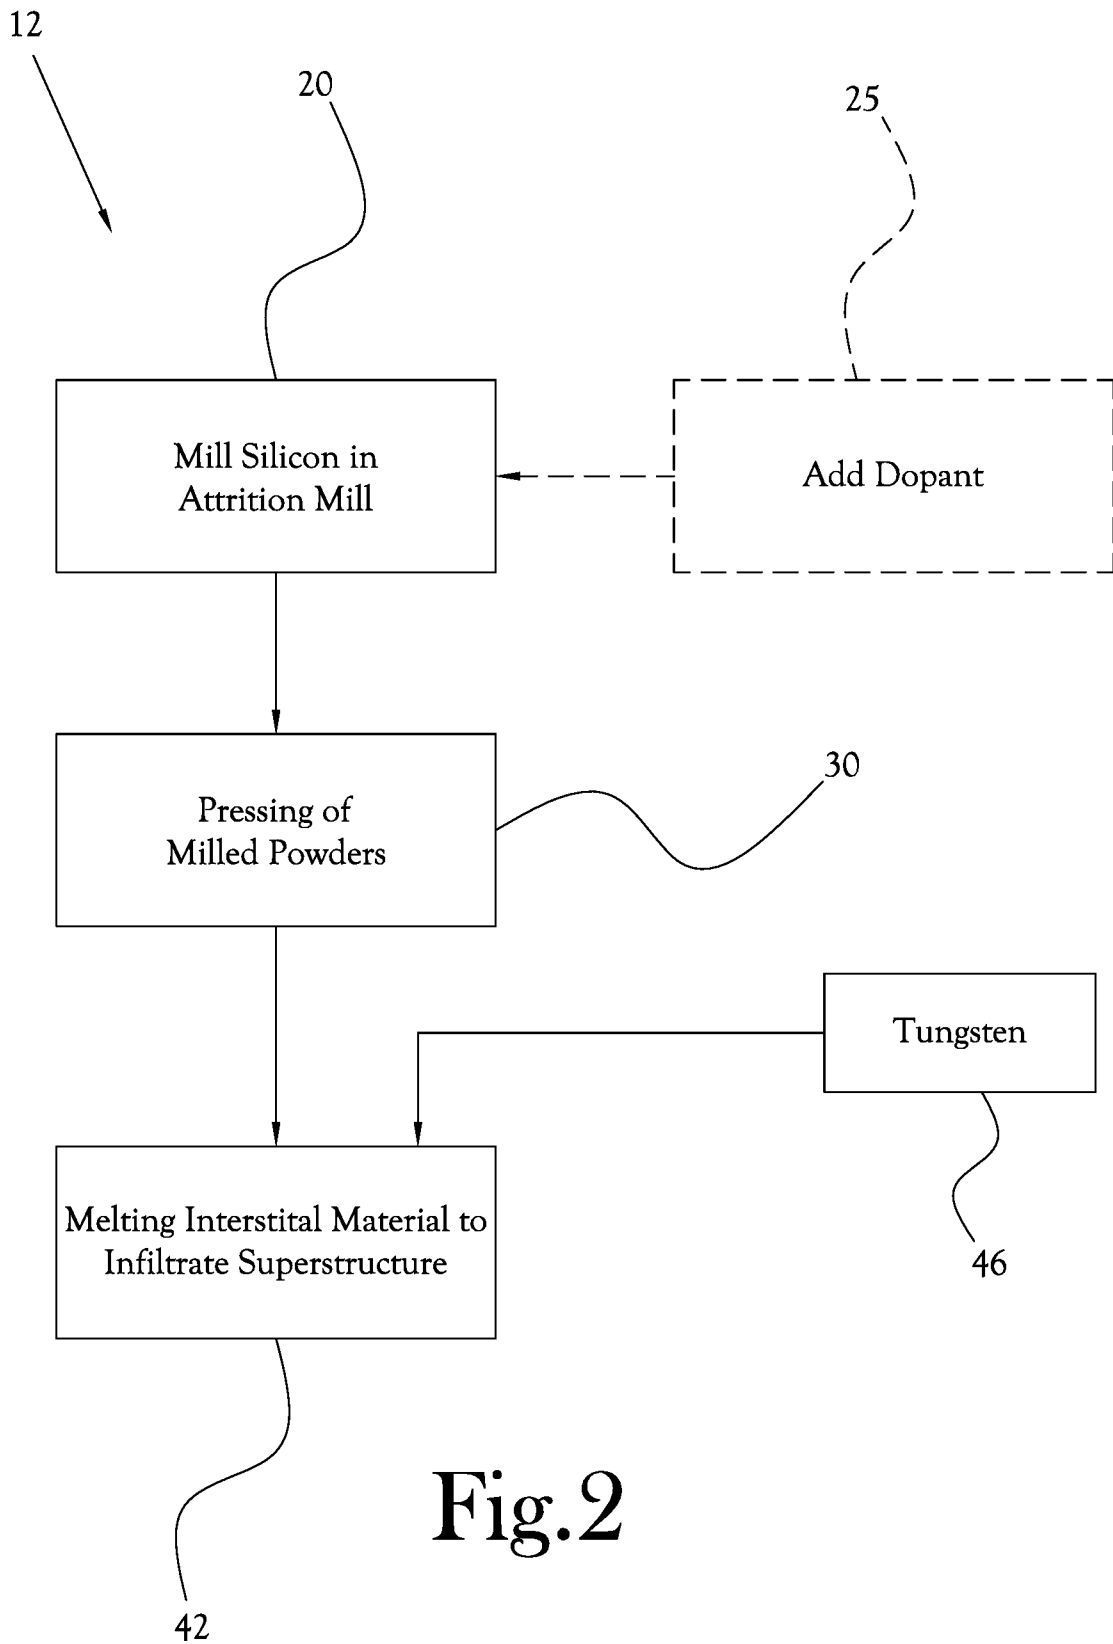 12
20
25
Mill Silicon in
Attrition Mill
Add Dopant
Pressing of
Milled Powders
30
Tungsten
Melting Interstital Material to
Infiltrate Superstructure
46
Fig.2
42